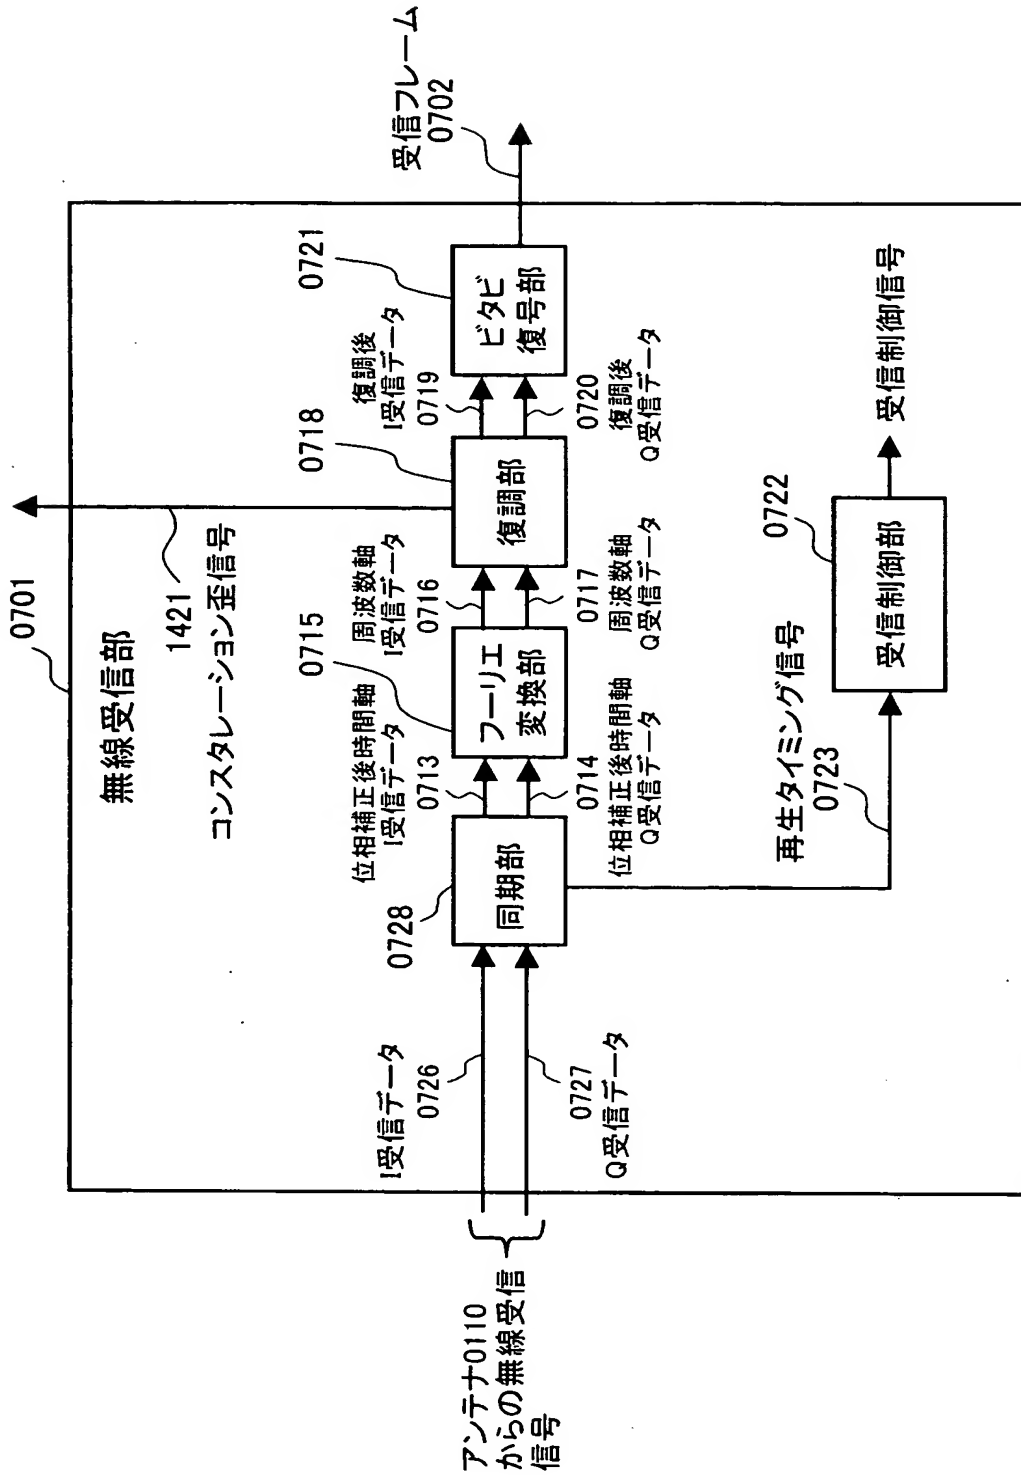 0701
無線受信部
1421
コンスタレーション歪信号
アンテナ0110
からの無線受信
信号
I受信データ
0726
0727
Q受信データ
0728
同期部
位相補正後時間軸
I受信データ
0713
0714
位相補正後時間軸
Q受信データ
0715
フーリエ
変換部
周波数軸
I受信データ
0716
0717
周波数軸
Q受信データ
0718
復調部
復調後
I受信データ
0719
0720
復調後
Q受信データ
0721
ビタビ
復号部
受信フレーム
0702
再生タイミング信号
0723
0722
受信制御部
受信制御信号